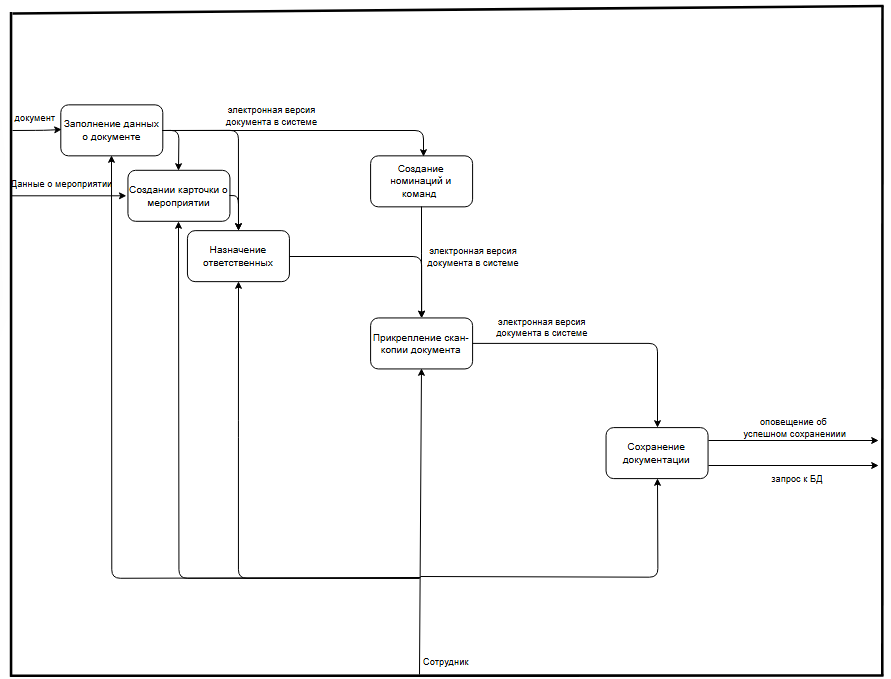 документ
Заполнение данных
о документе
электронная версия
документа в системе
Создание
номинаций и
команд
Данные о мероприятии
Создании карточки о
мероприятии
Назначение
ответственных
электронная версия
документа в системе
Прикрепление скан-
копии документа
электронная версия
документа в системе
Сохранение
документации
оповещение об
успешном сохранениии
запрос к БД
Сотрудник